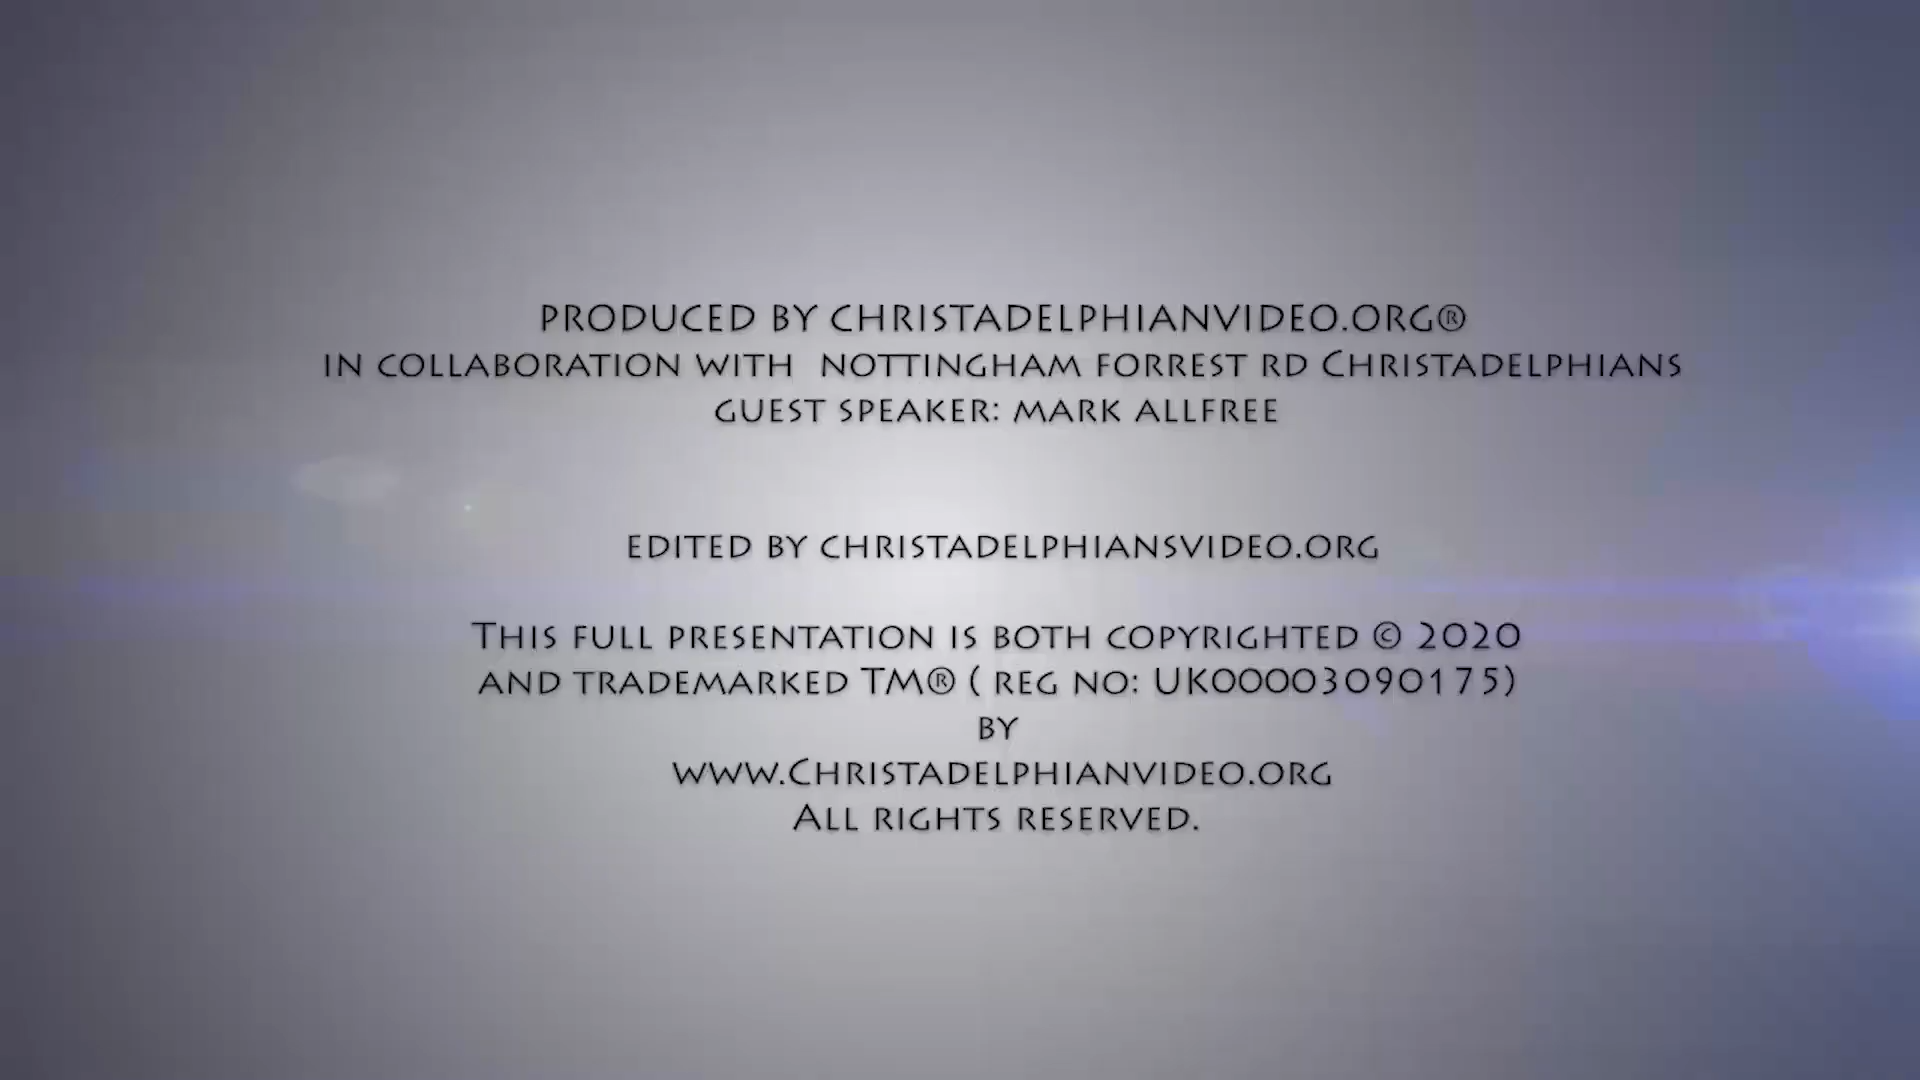 PRODUCED BY CHRISTADELPHIANVIDEO.ORG®
IN COLLABORATION WITH NOTTINGHAM FORREST RD CHRISTADELPHIANS
GUEST SPEAKER: MARK ALLFREE
EDITED BY CHRISTADELPHIANSVIDEO.ORG
THIS FULL PRESENTATION IS BOTH COPYRIGHTED © 2020
AND TRADEMARKED TM® ( REG NO: UK00003090175)
BY
WWW.CHRISTADELPHIANVIDEO.ORG
ALL RIGHTS RESERVED.